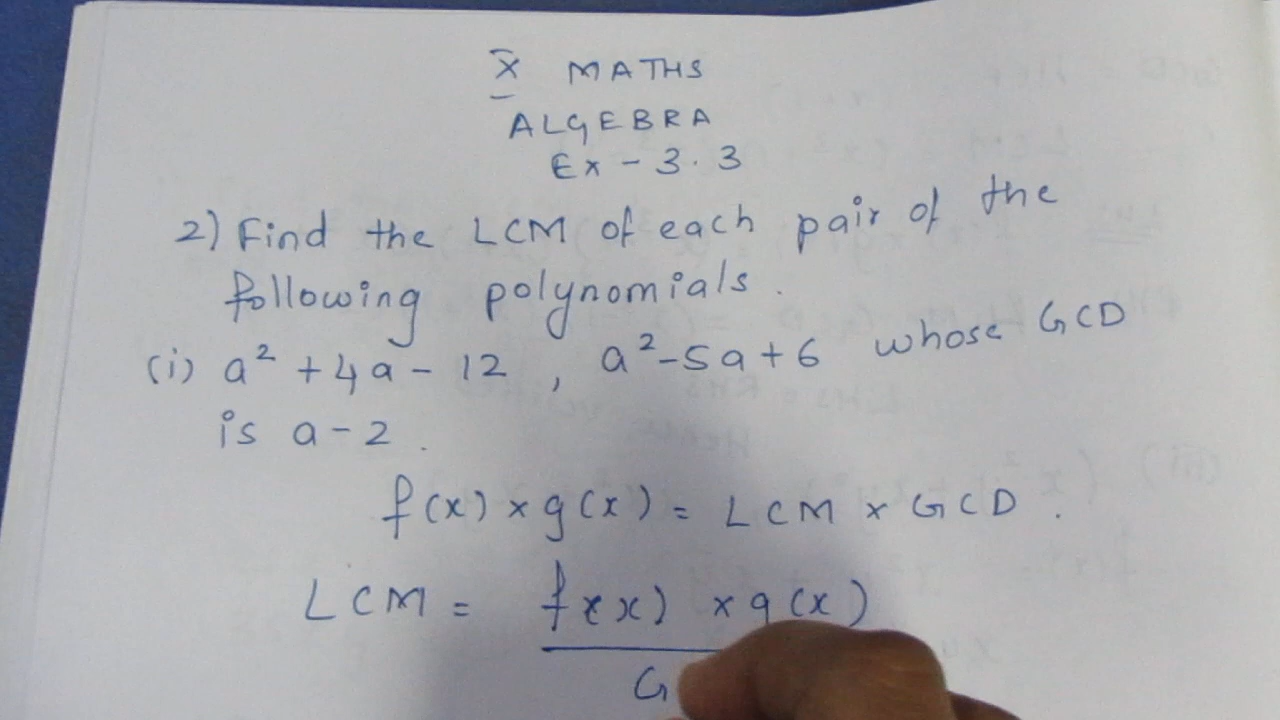 X MATHS
ALGEBRA
Ex - 3.3
2) Find the LCM of each pair of the
following polynomials.
(i) a² + 4a - 12 , a² - 5a + 6 whose GCD
is a - 2 .
f(x) × g(x) = LCM × GCD .
LCM = f(x) × g(x)
G